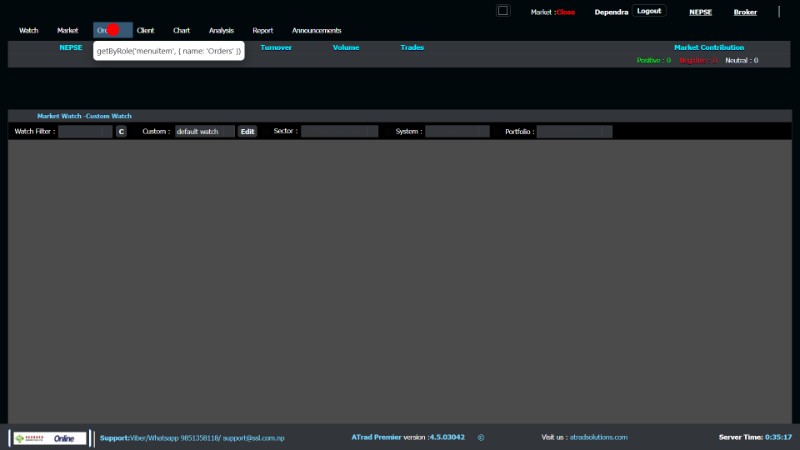 Market :Close Dependra Logout NEPSE Broker
Watch Market Client Chart Analysis Report Announcements
NEPSE Turnover Volume Trades Market Contribution
getByRole('menuitem', { name: 'Orders' })
Positive : 0 Negative : 0 Neutral : 0
Market Watch -Custom Watch
Watch Filter : C Custom : default watch Edit Sector : System : Portfolio :
Online Support:Viber/Whatsapp 9851358118/ support@ssl.com.np ATrad Premier version :4.5.03042 © Visit us : atradsolutions.com Server Time: 0:35:17